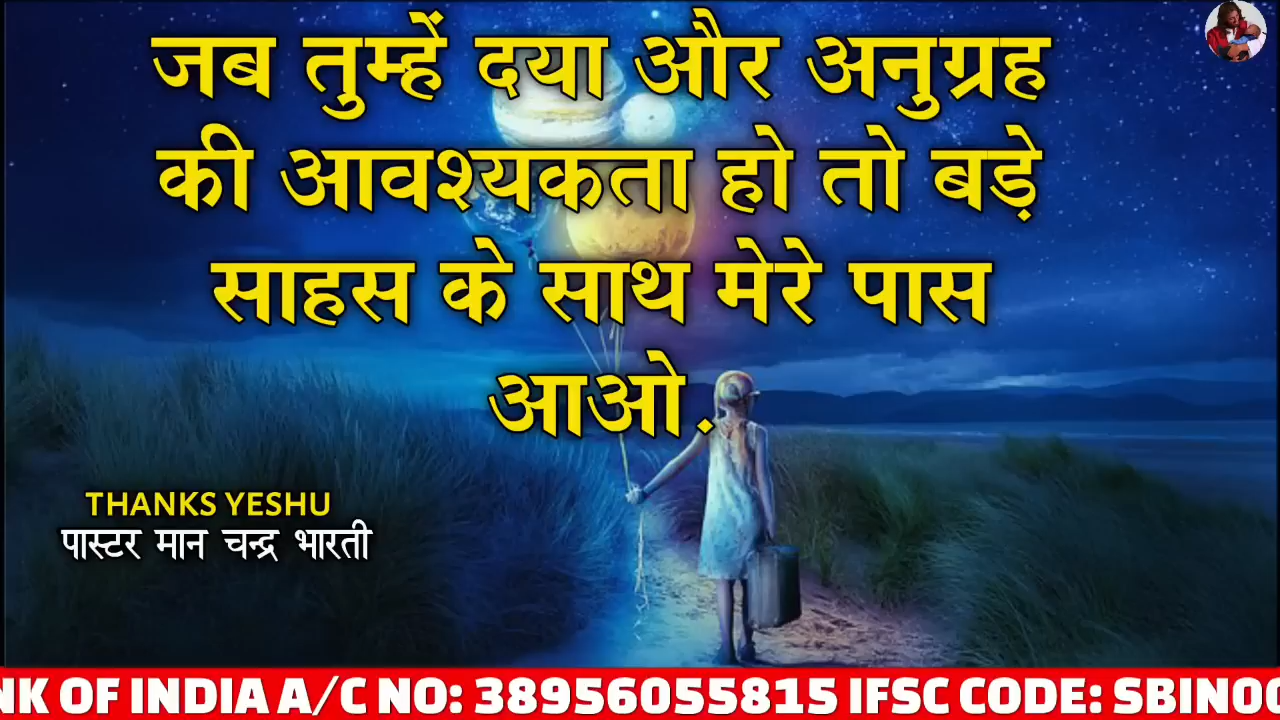 जब तुम्हें दया और अनुग्रह
की आवश्यकता हो तो बड़े
साहस के साथ मेरे पास
आओ.
THANKS YESHU
पास्टर मान चन्द्र भारती
NK OF INDIA A/C NO: 38956055815 IFSC CODE: SBIN00